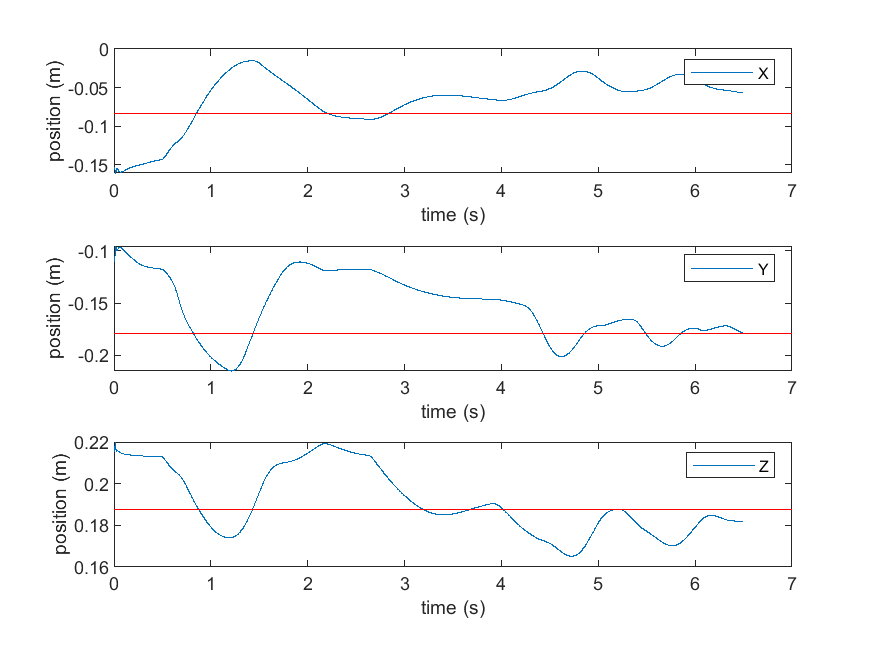 0
-0.05
-0.1
-0.15
position (m)
X
0 1 2 3 4 5 6 7
time (s)
-0.1
-0.15
-0.2
position (m)
Y
0 1 2 3 4 5 6 7
time (s)
0.22
0.2
0.18
0.16
position (m)
Z
0 1 2 3 4 5 6 7
time (s)